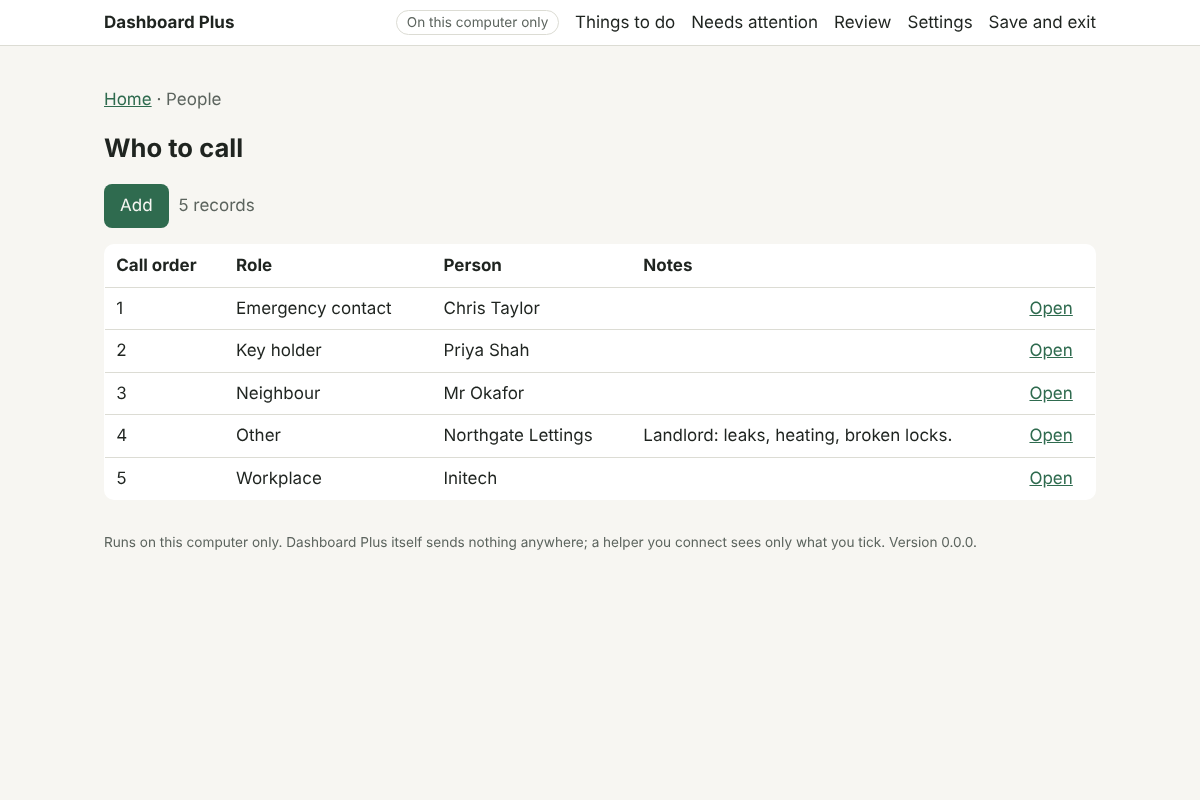 Dashboard Plus On this computer only Things to do Needs attention Review Settings Save and exit
Home · People
Who to call
Add 5 records
Call order Role Person Notes
1 Emergency contact Chris Taylor Open
2 Key holder Priya Shah Open
3 Neighbour Mr Okafor Open
4 Other Northgate Lettings Landlord: leaks, heating, broken locks. Open
5 Workplace Initech Open
Runs on this computer only. Dashboard Plus itself sends nothing anywhere; a helper you connect sees only what you tick. Version 0.0.0.